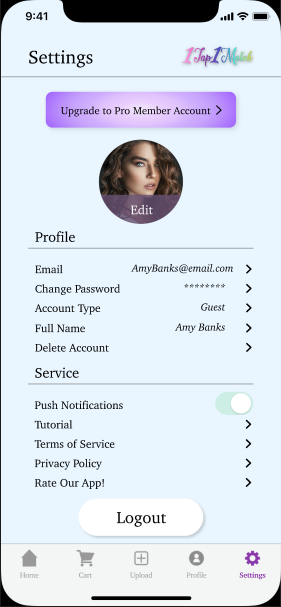 9:41
Settings
1Tap1Match
Upgrade to Pro Member Account
Edit
Profile
Email AmyBanks@email.com
Change Password ********
Account Type Guest
Full Name Amy Banks
Delete Account
Service
Push Notifications
Tutorial
Terms of Service
Privacy Policy
Rate Our App!
Logout
Home Cart Upload Profile Settings